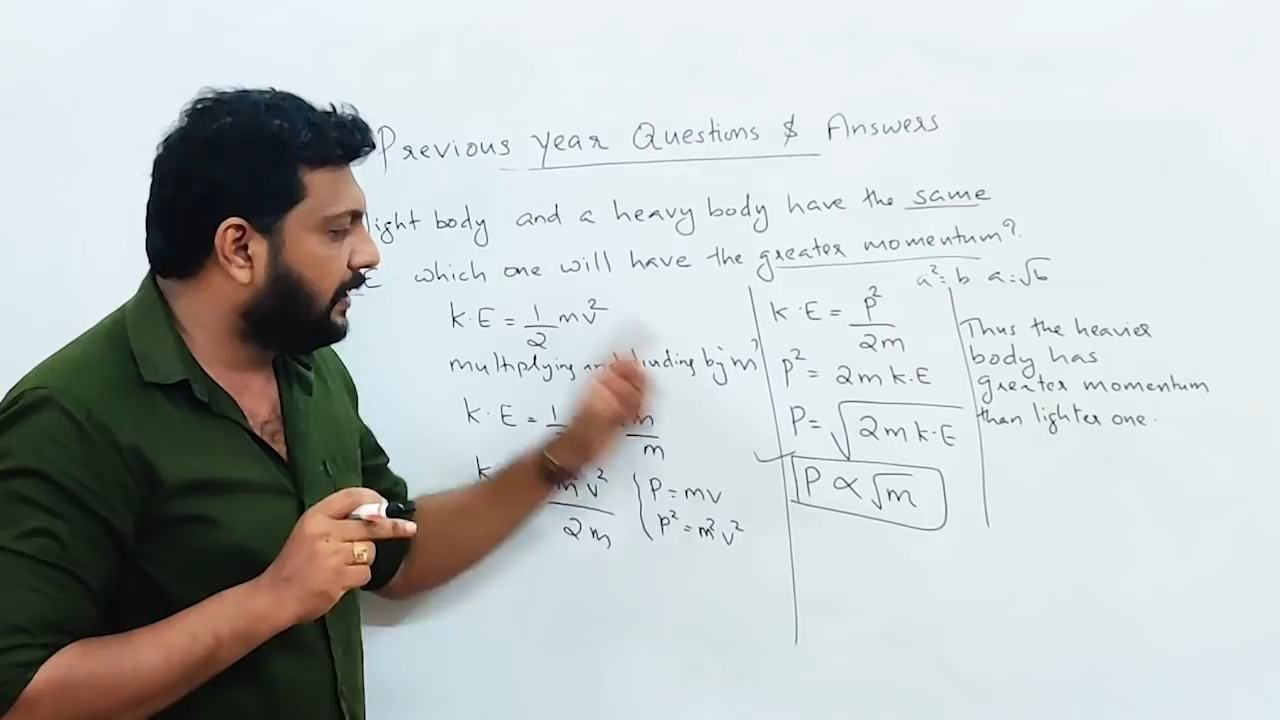 Previous year Questions & Answers
light body and a heavy body have the same
E which one will have the greater momentum?
a² = b a = √b
K.E = 1/2 mv²
multiplying and by 'm'
K.E = 1 m/m
K m v²/2m { P = mv
p² = m²v²
K.E = p²/2m
p² = 2m K.E
P = √2m K.E
P ∝ √m
Thus the heavier
body has
greater momentum
than lighter one.